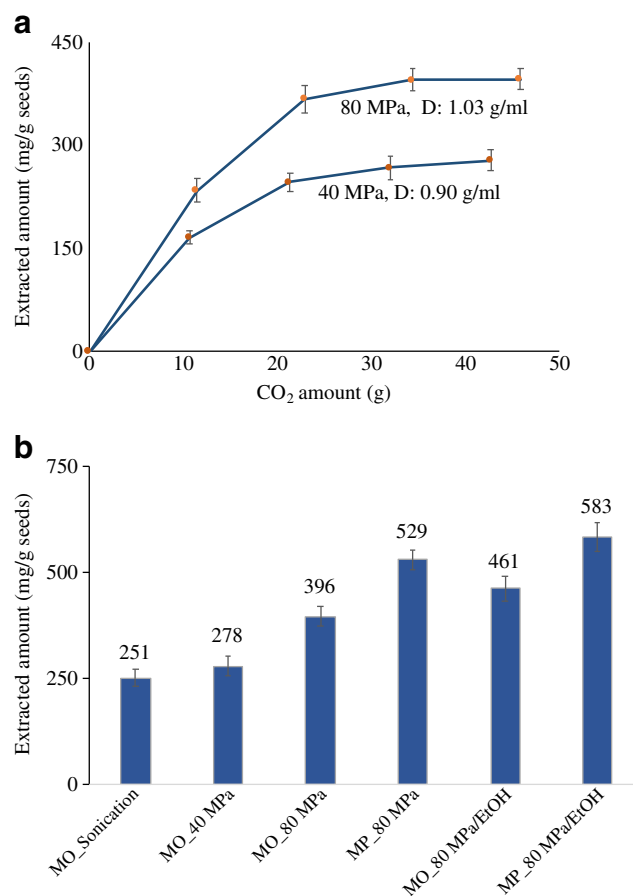 a
450
300
150
0
Extracted amount (mg/g seeds)
80 MPa, D: 1.03 g/ml
40 MPa, D: 0.90 g/ml
0 10 20 30 40 50
CO₂ amount (g)
b
750
500
250
0
Extracted amount (mg/g seeds)
251 278 396 529 461 583
MO_Sonication
MO_40 MPa
MO_80 MPa
MP_80 MPa
MO_80 MPa/EtOH
MP_80 MPa/EtOH